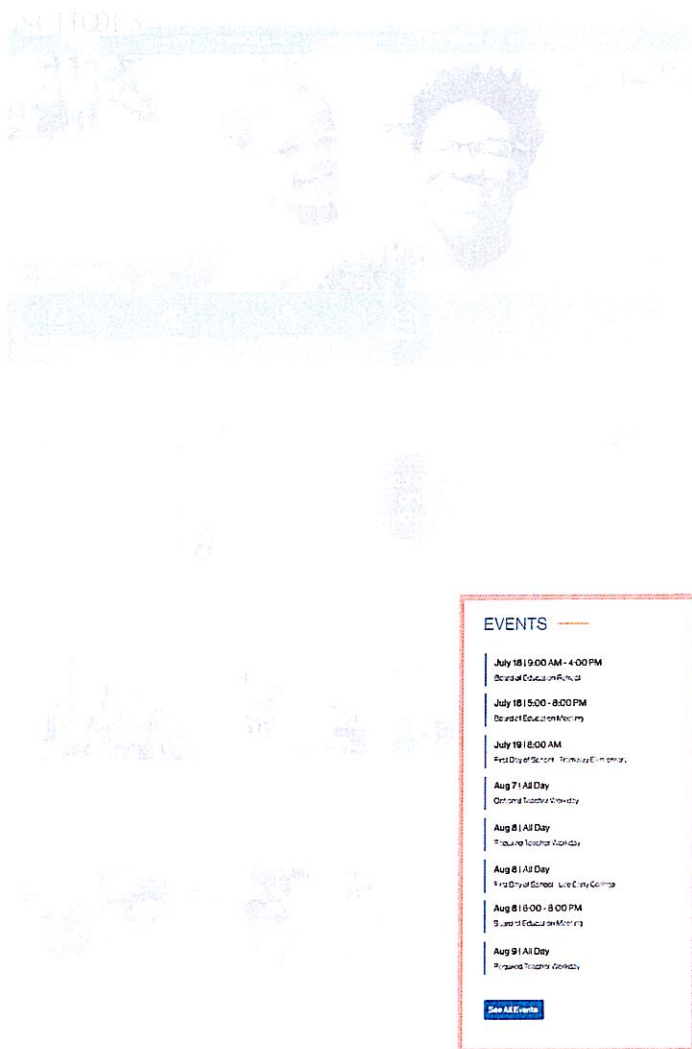 SCHOOLS
EVENTS
July 18 | 9:00 AM - 4:00 PM
Board of Education Retreat
July 18 | 5:00 - 8:00 PM
Board of Education Meeting
July 19 | 8:00 AM
First Day of School Elementary
Aug 7 | All Day
Optional Teacher Workday
Aug 8 | All Day
Required Teacher Workday
Aug 8 | All Day
First Day of School Lee Early College
Aug 8 | 6:00 - 8:00 PM
Board of Education Meeting
Aug 9 | All Day
Required Teacher Workday
See All Events